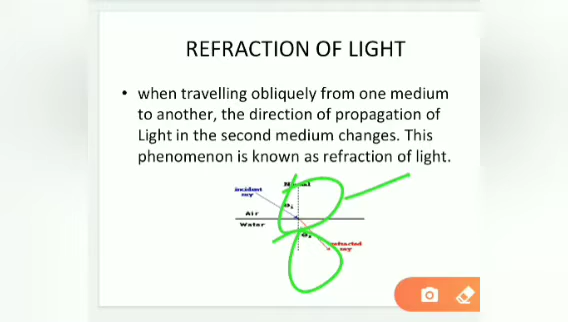 REFRACTION OF LIGHT
• when travelling obliquely from one medium
to another, the direction of propagation of
Light in the second medium changes. This
phenomenon is known as refraction of light.
incident
ray
Air
Water
ray